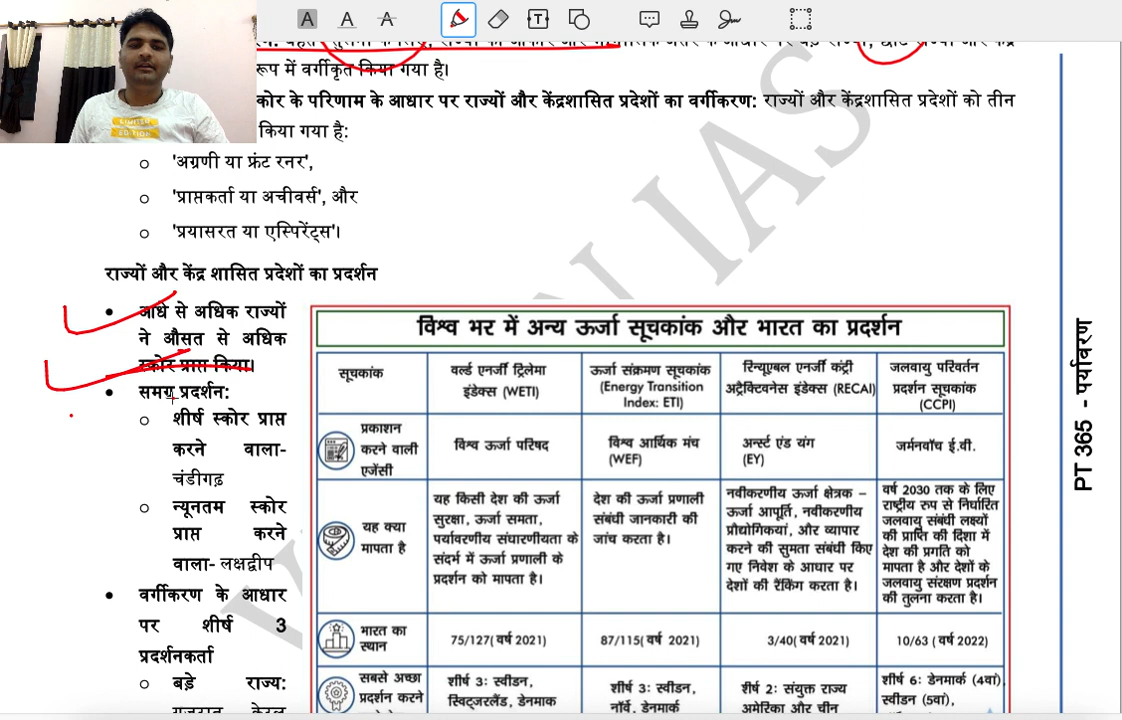 रूप में वर्गीकृत किया गया है।
कोर के परिणाम के आधार पर राज्यों और केंद्रशासित प्रदेशों का वर्गीकरण: राज्यों और केंद्रशासित प्रदेशों को तीन
किया गया है:
'अग्रणी या फ्रंट रनर',
'प्राप्तकर्ता या अचीवर्स', और
'प्रयासरत या एस्पिरेंट्स'।
राज्यों और केंद्र शासित प्रदेशों का प्रदर्शन
आधे से अधिक राज्यों
ने औसत से अधिक
स्कोर प्राप्त किया।
समग्र प्रदर्शन:
शीर्ष स्कोर प्राप्त
करने वाला-
चंडीगढ़
न्यूनतम स्कोर
प्राप्त करने
वाला- लक्षद्वीप
वर्गीकरण के आधार
पर शीर्ष 3
प्रदर्शनकर्ता
बड़े राज्य:
विश्व भर में अन्य ऊर्जा सूचकांक और भारत का प्रदर्शन
सूचकांक
वर्ल्ड एनर्जी ट्रिलेमा
इंडेक्स (WETI)
ऊर्जा संक्रमण सूचकांक
(Energy Transition
Index: ETI)
रिन्यूएबल एनर्जी कंट्री
अट्रैक्टिवनेस इंडेक्स (RECAI)
जलवायु परिवर्तन
प्रदर्शन सूचकांक
(CCPI)
प्रकाशन
करने वाली
एजेंसी
विश्व ऊर्जा परिषद
विश्व आर्थिक मंच
(WEF)
अर्न्स्ट एंड यंग
(EY)
जर्मनवॉच ई.वी.
यह क्या
मापता है
यह किसी देश की ऊर्जा
सुरक्षा, ऊर्जा समता,
पर्यावरणीय संधारणीयता के
संदर्भ में ऊर्जा प्रणाली के
प्रदर्शन को मापता है।
देश की ऊर्जा प्रणाली
संबंधी जानकारी की
जांच करता है।
नवीकरणीय ऊर्जा क्षेत्रक –
ऊर्जा आपूर्ति, नवीकरणीय
प्रौद्योगिकियां, और व्यापार
करने की सुमता संबंधी किए
गए निवेश के आधार पर
देशों की रैंकिंग करता है।
वर्ष 2030 तक के लिए
राष्ट्रीय रुप से निर्धारित
जलवायु संबंधी लक्ष्यों
की प्राप्ति की दिशा में
देश की प्रगति को
मापता है और देशों के
जलवायु संरक्षण प्रदर्शन
की तुलना करता है।
भारत का
स्थान
75/127( वर्ष 2021)
87/115( वर्ष 2021)
3/40( वर्ष 2021)
10/63 ( वर्ष 2022)
सबसे अच्छा
प्रदर्शन करने
शीर्ष 3: स्वीडन,
स्विट्जरलैंड, डेनमाक
शीर्ष 3: स्वीडन,
नॉर्वे, डेनमार्क
शीर्ष 2: संयुक्त राज्य
अमेरिका और चीन
शीर्ष 6: डेनमार्क (4वां),
स्वीडन (5वां),
PT 365 - पर्यावरण
LIMITED
EDITION
IAS